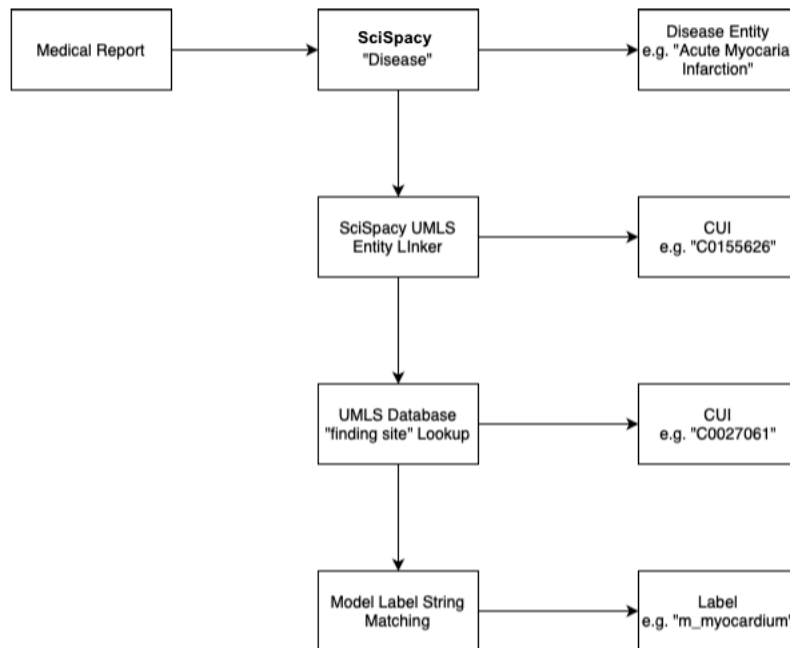 Medical Report
SciSpacy
"Disease"
Disease Entity
e.g. "Acute Myocarial
Infarction"
SciSpacy UMLS
Entity LInker
CUI
e.g. "C0155626"
UMLS Database
"finding site" Lookup
CUI
e.g. "C0027061"
Model Label String
Matching
Label
e.g. "m_myocardium"